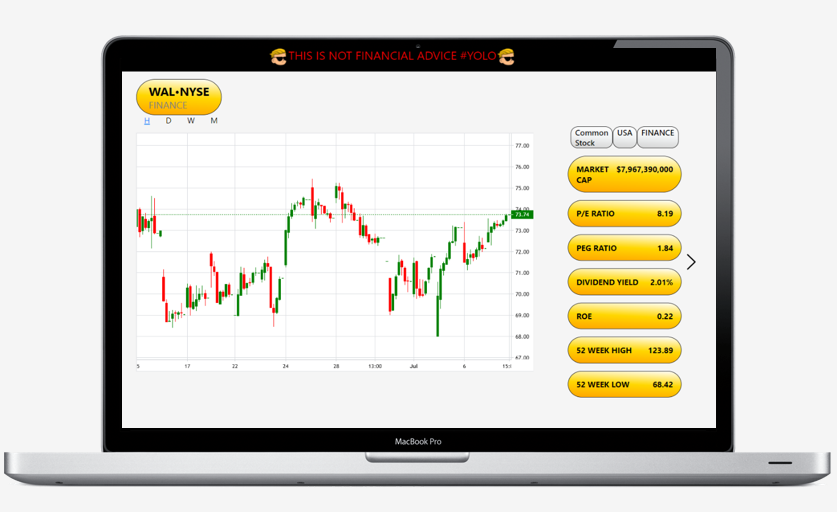 THIS IS NOT FINANCIAL ADVICE #YOLO
WAL•NYSE
FINANCE
H D W M
Common Stock
USA
FINANCE
MARKET CAP $7,967,390,000
P/E RATIO 8.19
PEG RATIO 1.84
DIVIDEND YIELD 2.01%
ROE 0.22
52 WEEK HIGH 123.89
52 WEEK LOW 68.42
77.00
76.00
75.00
74.00
73.74
73.00
72.00
71.00
70.00
69.00
68.00
67.00
5 17 22 24 28 13:00 Jul 6 15:
MacBook Pro